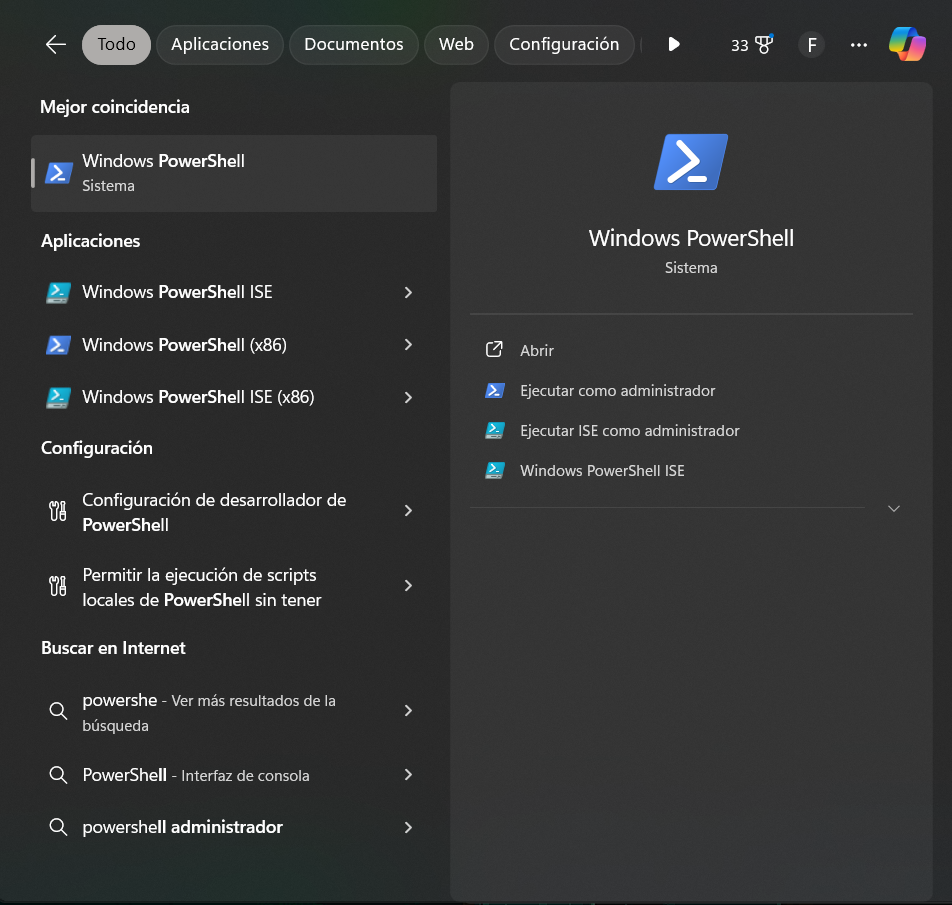 Todo
Aplicaciones
Documentos
Web
Configuración
33
F
Mejor coincidencia
Windows PowerShell
Sistema
Aplicaciones
Windows PowerShell ISE
Windows PowerShell (x86)
Windows PowerShell ISE (x86)
Configuración
Configuración de desarrollador de
PowerShell
Permitir la ejecución de scripts
locales de PowerShell sin tener
Buscar en Internet
powershe - Ver más resultados de la
búsqueda
PowerShell - Interfaz de consola
powershell administrador
Windows PowerShell
Sistema
Abrir
Ejecutar como administrador
Ejecutar ISE como administrador
Windows PowerShell ISE